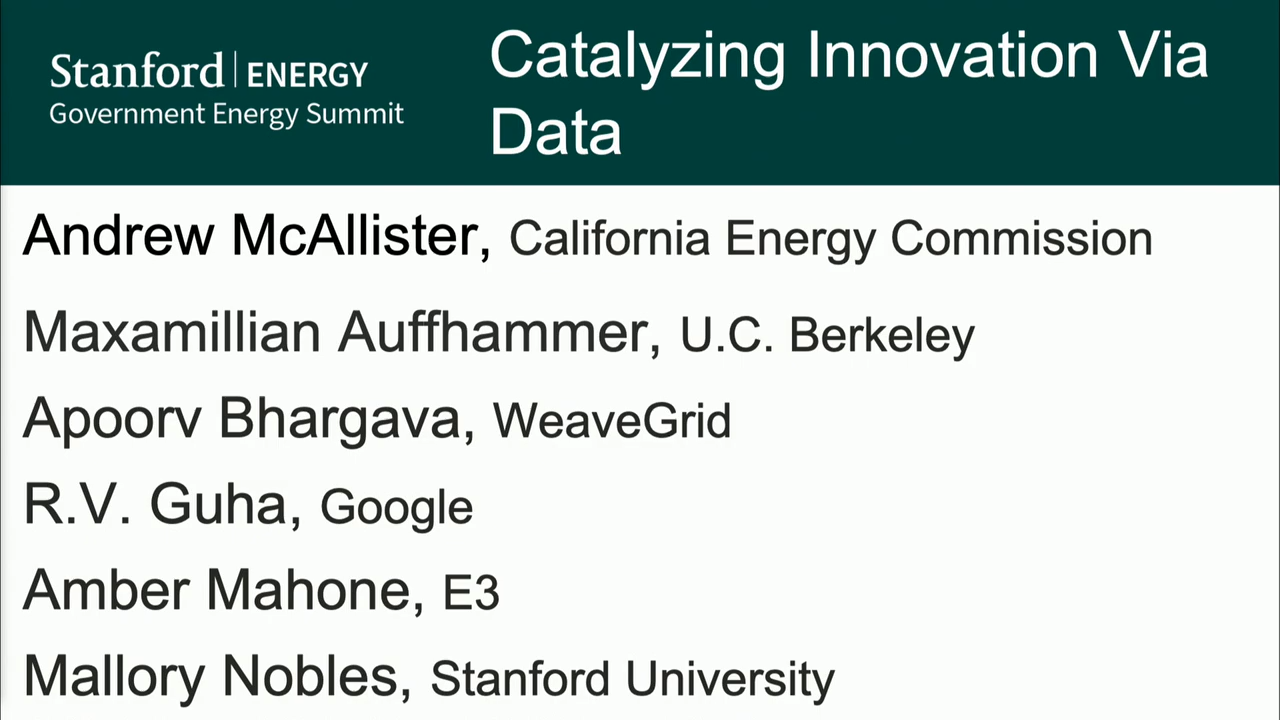 Stanford | ENERGY
Government Energy Summit
Catalyzing Innovation Via
Data
Andrew McAllister, California Energy Commission
Maxamillian Auffhammer, U.C. Berkeley
Apoorv Bhargava, WeaveGrid
R.V. Guha, Google
Amber Mahone, E3
Mallory Nobles, Stanford University